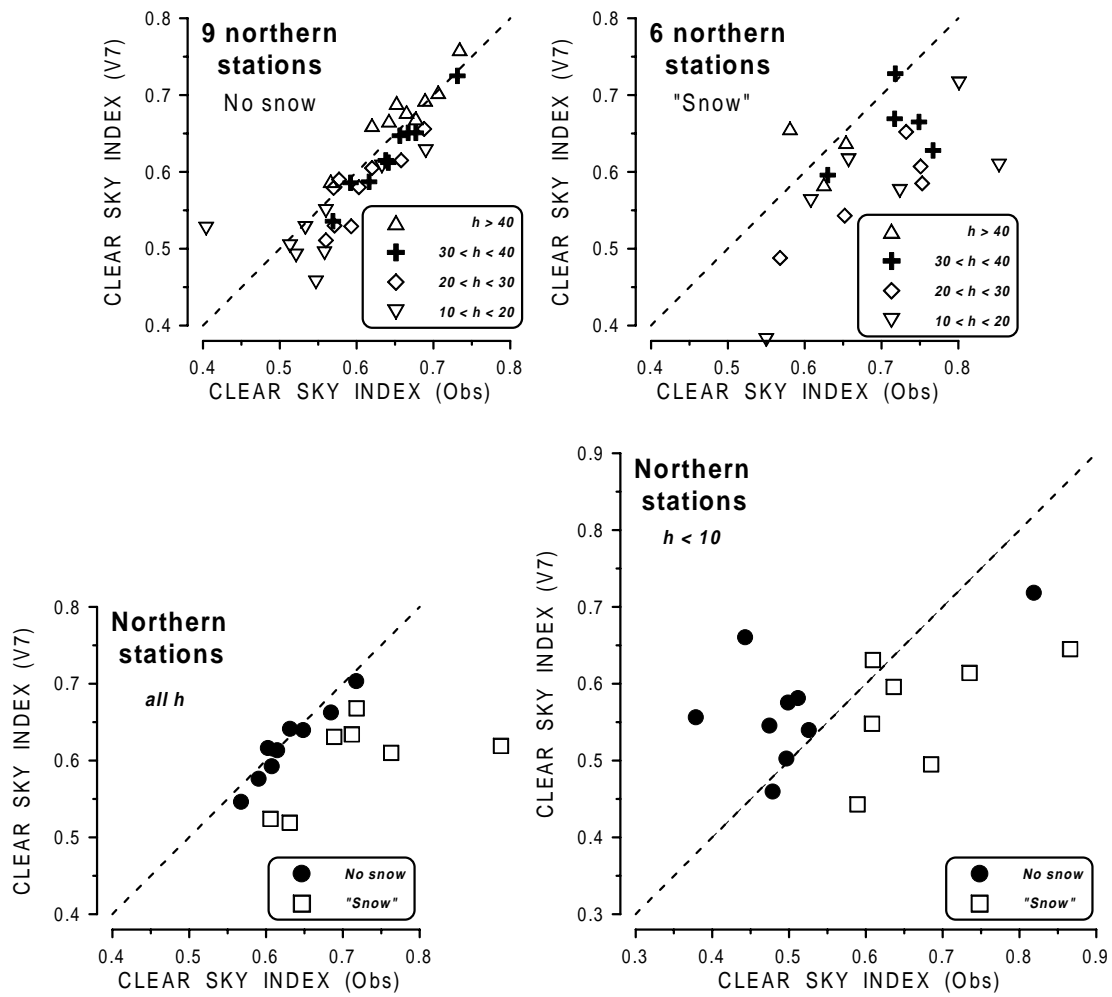 9 northern
stations
No snow
CLEAR SKY INDEX (V7)
0.8
0.7
0.6
0.5
0.4
h > 40
30 < h < 40
20 < h < 30
10 < h < 20
0.4 0.5 0.6 0.7 0.8
CLEAR SKY INDEX (Obs)
6 northern
stations
"Snow"
CLEAR SKY INDEX (V7)
0.8
0.7
0.6
0.5
0.4
h > 40
30 < h < 40
20 < h < 30
10 < h < 20
0.4 0.5 0.6 0.7 0.8
CLEAR SKY INDEX (Obs)
Northern
stations
all h
CLEAR SKY INDEX (V7)
0.8
0.7
0.6
0.5
0.4
No snow
"Snow"
0.4 0.5 0.6 0.7 0.8
CLEAR SKY INDEX (Obs)
Northern
stations
h < 10
CLEAR SKY INDEX (V7)
0.9
0.8
0.7
0.6
0.5
0.4
0.3
No snow
"Snow"
0.3 0.4 0.5 0.6 0.7 0.8 0.9
CLEAR SKY INDEX (Obs)